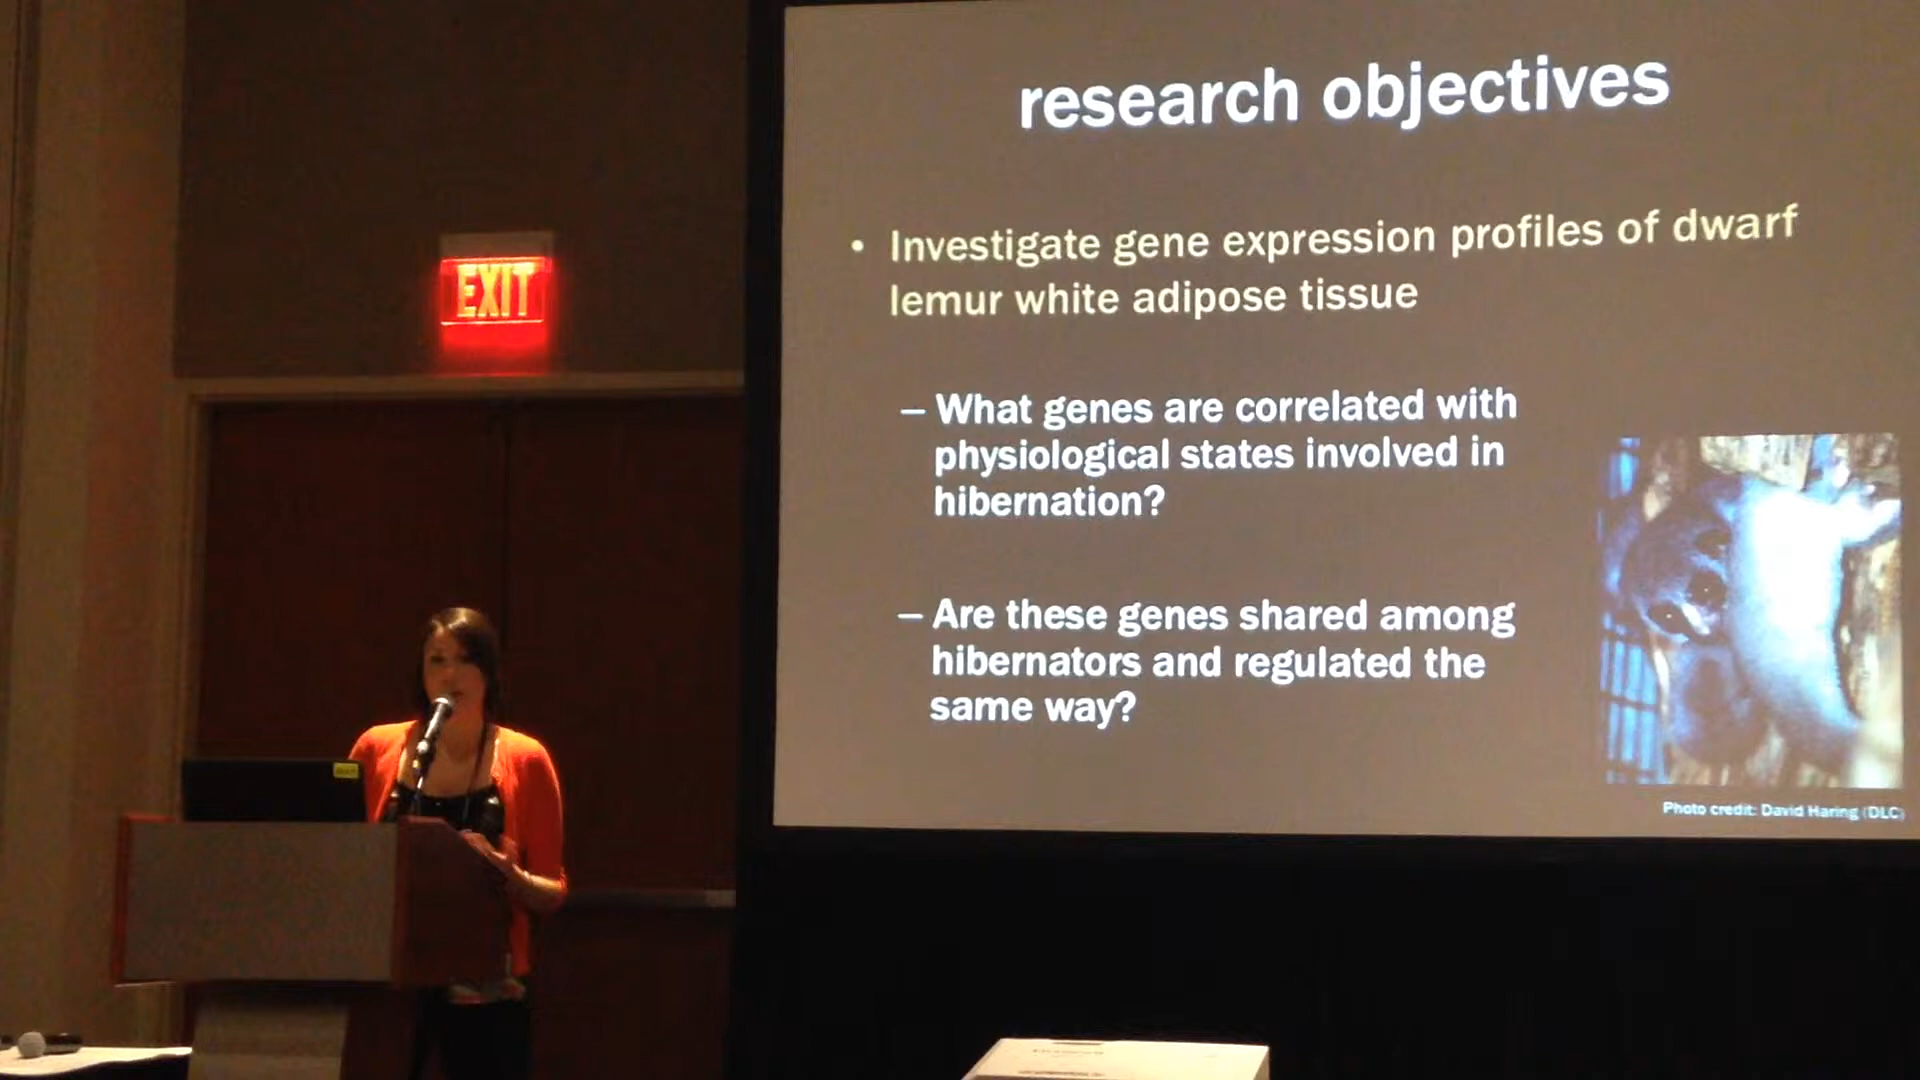 research objectives
• Investigate gene expression profiles of dwarf
lemur white adipose tissue
– What genes are correlated with
physiological states involved in
hibernation?
– Are these genes shared among
hibernators and regulated the
same way?
Photo credit: David Haring (DLC)
EXIT